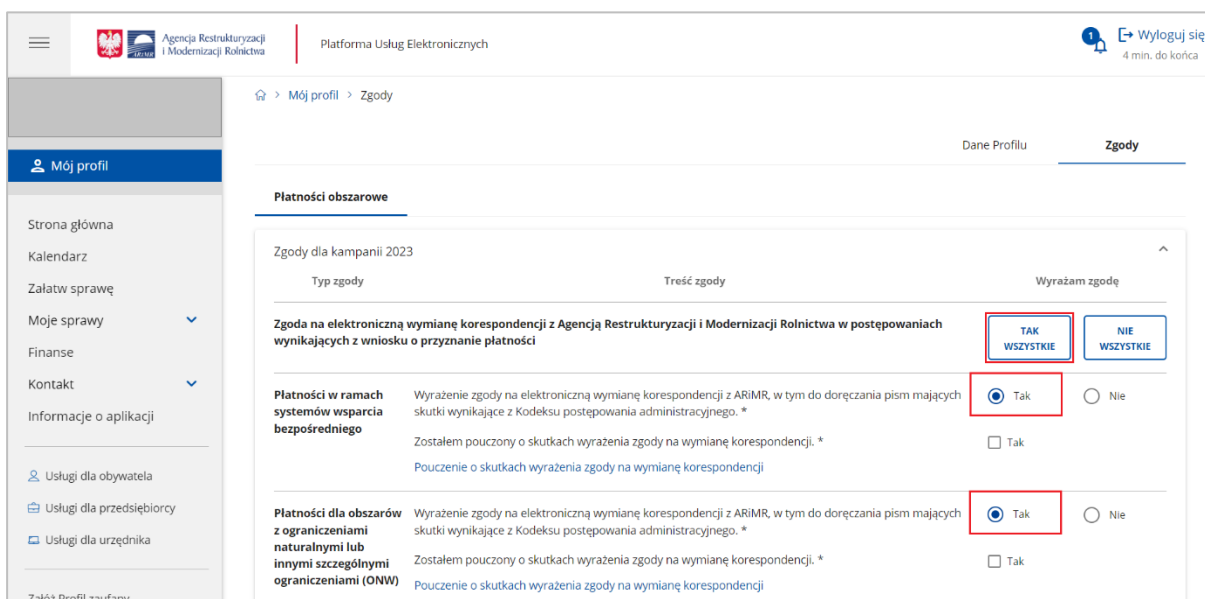 Agencja Restrukturyzacji
i Modernizacji Rolnictwa
ARiMR
Platforma Usług Elektronicznych
1
Wyloguj się
4 min. do końca
Mój profil > Zgody
Dane Profilu
Zgody
Mój profil
Strona główna
Kalendarz
Załatw sprawę
Moje sprawy
Finanse
Kontakt
Informacje o aplikacji
Usługi dla obywatela
Usługi dla przedsiębiorcy
Usługi dla urzędnika
Załóż Profil zaufany
Płatności obszarowe
Zgody dla kampanii 2023
Typ zgody
Treść zgody
Wyrażam zgodę
Zgoda na elektroniczną wymianę korespondencji z Agencją Restrukturyzacji i Modernizacji Rolnictwa w postępowaniach
wynikających z wniosku o przyznanie płatności
TAK
WSZYSTKIE
NIE
WSZYSTKIE
Płatności w ramach
systemów wsparcia
bezpośredniego
Wyrażenie zgody na elektroniczną wymianę korespondencji z ARiMR, w tym do doręczania pism mających
skutki wynikające z Kodeksu postępowania administracyjnego. *
Tak
Nie
Zostałem pouczony o skutkach wyrażenia zgody na wymianę korespondencji. *
Tak
Pouczenie o skutkach wyrażenia zgody na wymianę korespondencji
Płatności dla obszarów
z ograniczeniami
naturalnymi lub
innymi szczególnymi
ograniczeniami (ONW)
Wyrażenie zgody na elektroniczną wymianę korespondencji z ARiMR, w tym do doręczania pism mających
skutki wynikające z Kodeksu postępowania administracyjnego. *
Tak
Nie
Zostałem pouczony o skutkach wyrażenia zgody na wymianę korespondencji. *
Tak
Pouczenie o skutkach wyrażenia zgody na wymianę korespondencji